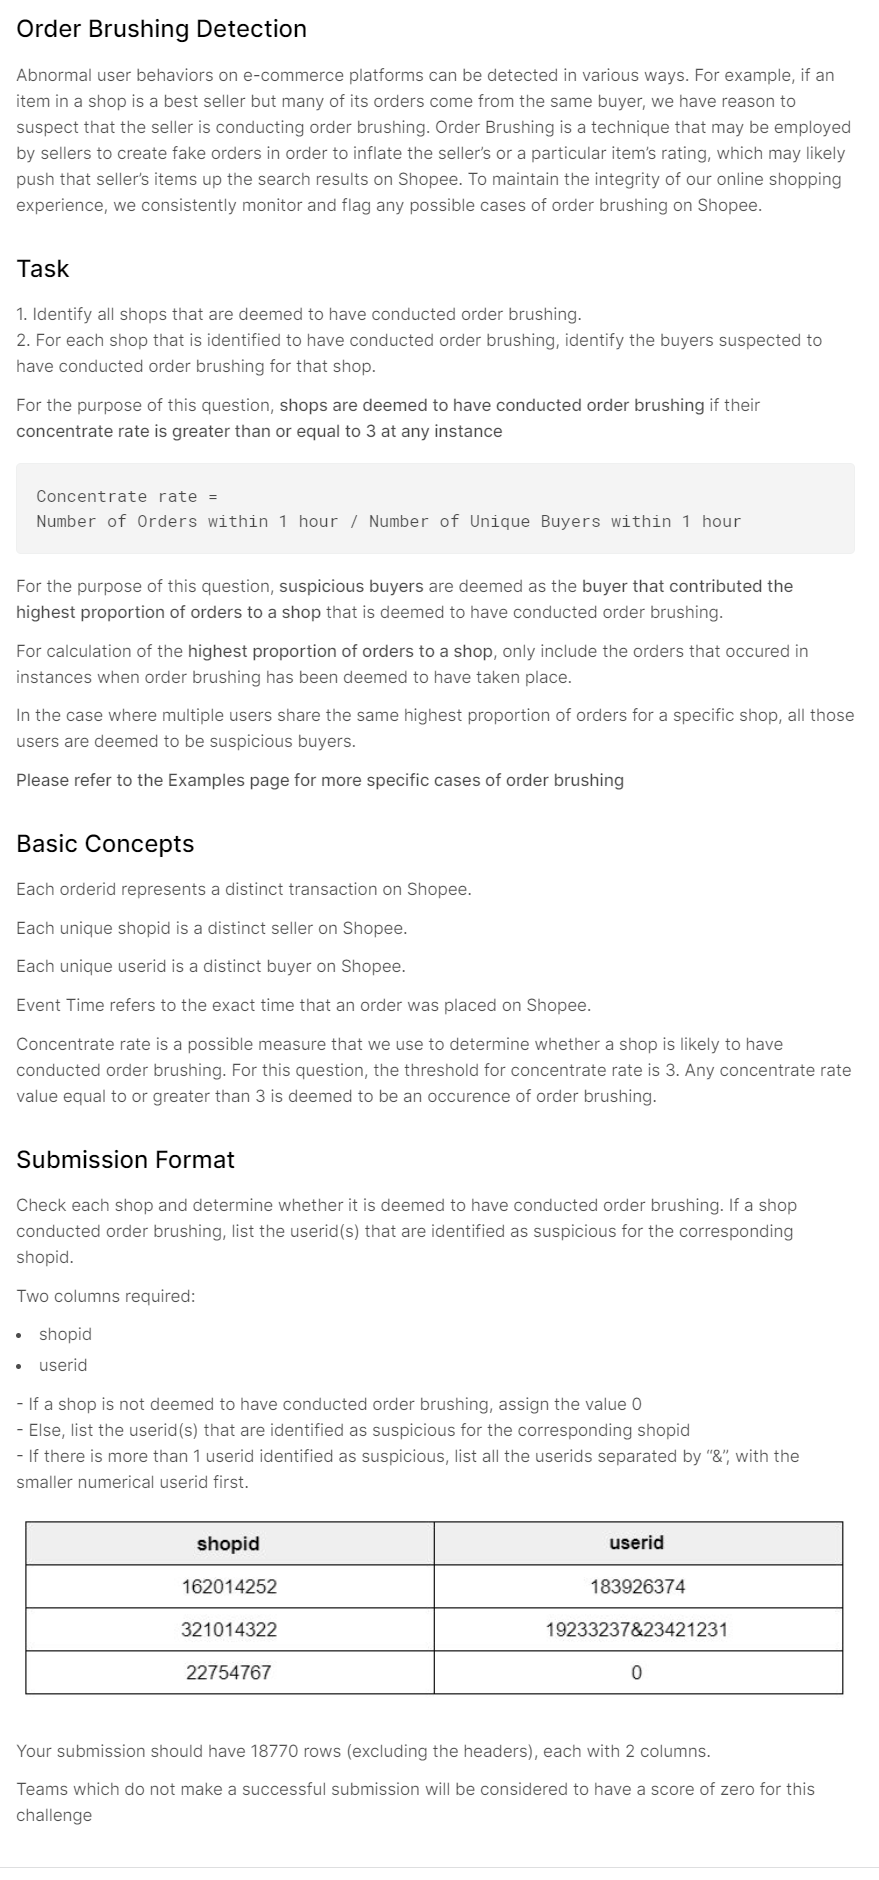 Order Brushing Detection
Abnormal user behaviors on e-commerce platforms can be detected in various ways. For example, if an
item in a shop is a best seller but many of its orders come from the same buyer, we have reason to
suspect that the seller is conducting order brushing. Order Brushing is a technique that may be employed
by sellers to create fake orders in order to inflate the seller’s or a particular item’s rating, which may likely
push that seller’s items up the search results on Shopee. To maintain the integrity of our online shopping
experience, we consistently monitor and flag any possible cases of order brushing on Shopee.
Task
1. Identify all shops that are deemed to have conducted order brushing.
2. For each shop that is identified to have conducted order brushing, identify the buyers suspected to
have conducted order brushing for that shop.
For the purpose of this question, shops are deemed to have conducted order brushing if their
concentrate rate is greater than or equal to 3 at any instance
Concentrate rate =
Number of Orders within 1 hour / Number of Unique Buyers within 1 hour
For the purpose of this question, suspicious buyers are deemed as the buyer that contributed the
highest proportion of orders to a shop that is deemed to have conducted order brushing.
For calculation of the highest proportion of orders to a shop, only include the orders that occured in
instances when order brushing has been deemed to have taken place.
In the case where multiple users share the same highest proportion of orders for a specific shop, all those
users are deemed to be suspicious buyers.
Please refer to the Examples page for more specific cases of order brushing
Basic Concepts
Each orderid represents a distinct transaction on Shopee.
Each unique shopid is a distinct seller on Shopee.
Each unique userid is a distinct buyer on Shopee.
Event Time refers to the exact time that an order was placed on Shopee.
Concentrate rate is a possible measure that we use to determine whether a shop is likely to have
conducted order brushing. For this question, the threshold for concentrate rate is 3. Any concentrate rate
value equal to or greater than 3 is deemed to be an occurence of order brushing.
Submission Format
Check each shop and determine whether it is deemed to have conducted order brushing. If a shop
conducted order brushing, list the userid(s) that are identified as suspicious for the corresponding
shopid.
Two columns required:
• shopid
• userid
- If a shop is not deemed to have conducted order brushing, assign the value 0
- Else, list the userid(s) that are identified as suspicious for the corresponding shopid
- If there is more than 1 userid identified as suspicious, list all the userids separated by “&”, with the
smaller numerical userid first.
shopid userid
162014252 183926374
321014322 19233237&23421231
22754767 0
Your submission should have 18770 rows (excluding the headers), each with 2 columns.
Teams which do not make a successful submission will be considered to have a score of zero for this
challenge